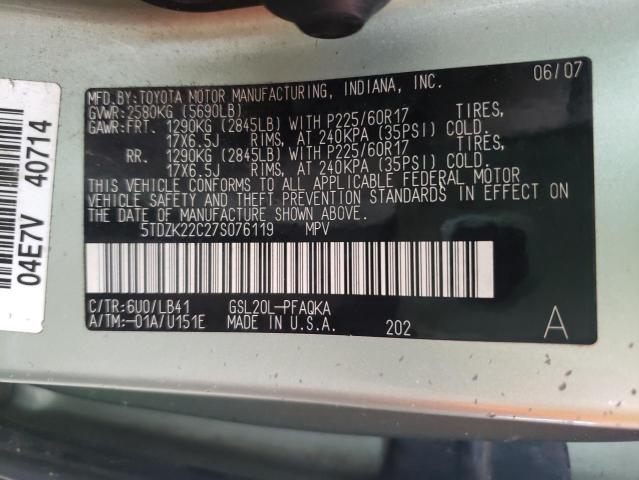 04E7V 40714
06/07
MFD.BY:TOYOTA MOTOR MANUFACTURING, INDIANA, INC.
GVWR:2580KG (5690LB)
GAWR:FRT. 1290KG (2845LB) WITH P225/60R17 TIRES,
17X6.5J RIMS, AT 240KPA (35PSI) COLD.
RR. 1290KG (2845LB) WITH P225/60R17 TIRES,
17X6.5J RIMS, AT 240KPA (35PSI) COLD.
THIS VEHICLE CONFORMS TO ALL APPLICABLE FEDERAL MOTOR
VEHICLE SAFETY AND THEFT PREVENTION STANDARDS IN EFFECT ON
THE DATE OF MANUFACTURE SHOWN ABOVE.
5TDZK22C27S076119 MPV
C/TR:6U0/LB41 GSL20L-PFAQKA
A/TM:-01A/U151E MADE IN U.S.A. 202 A